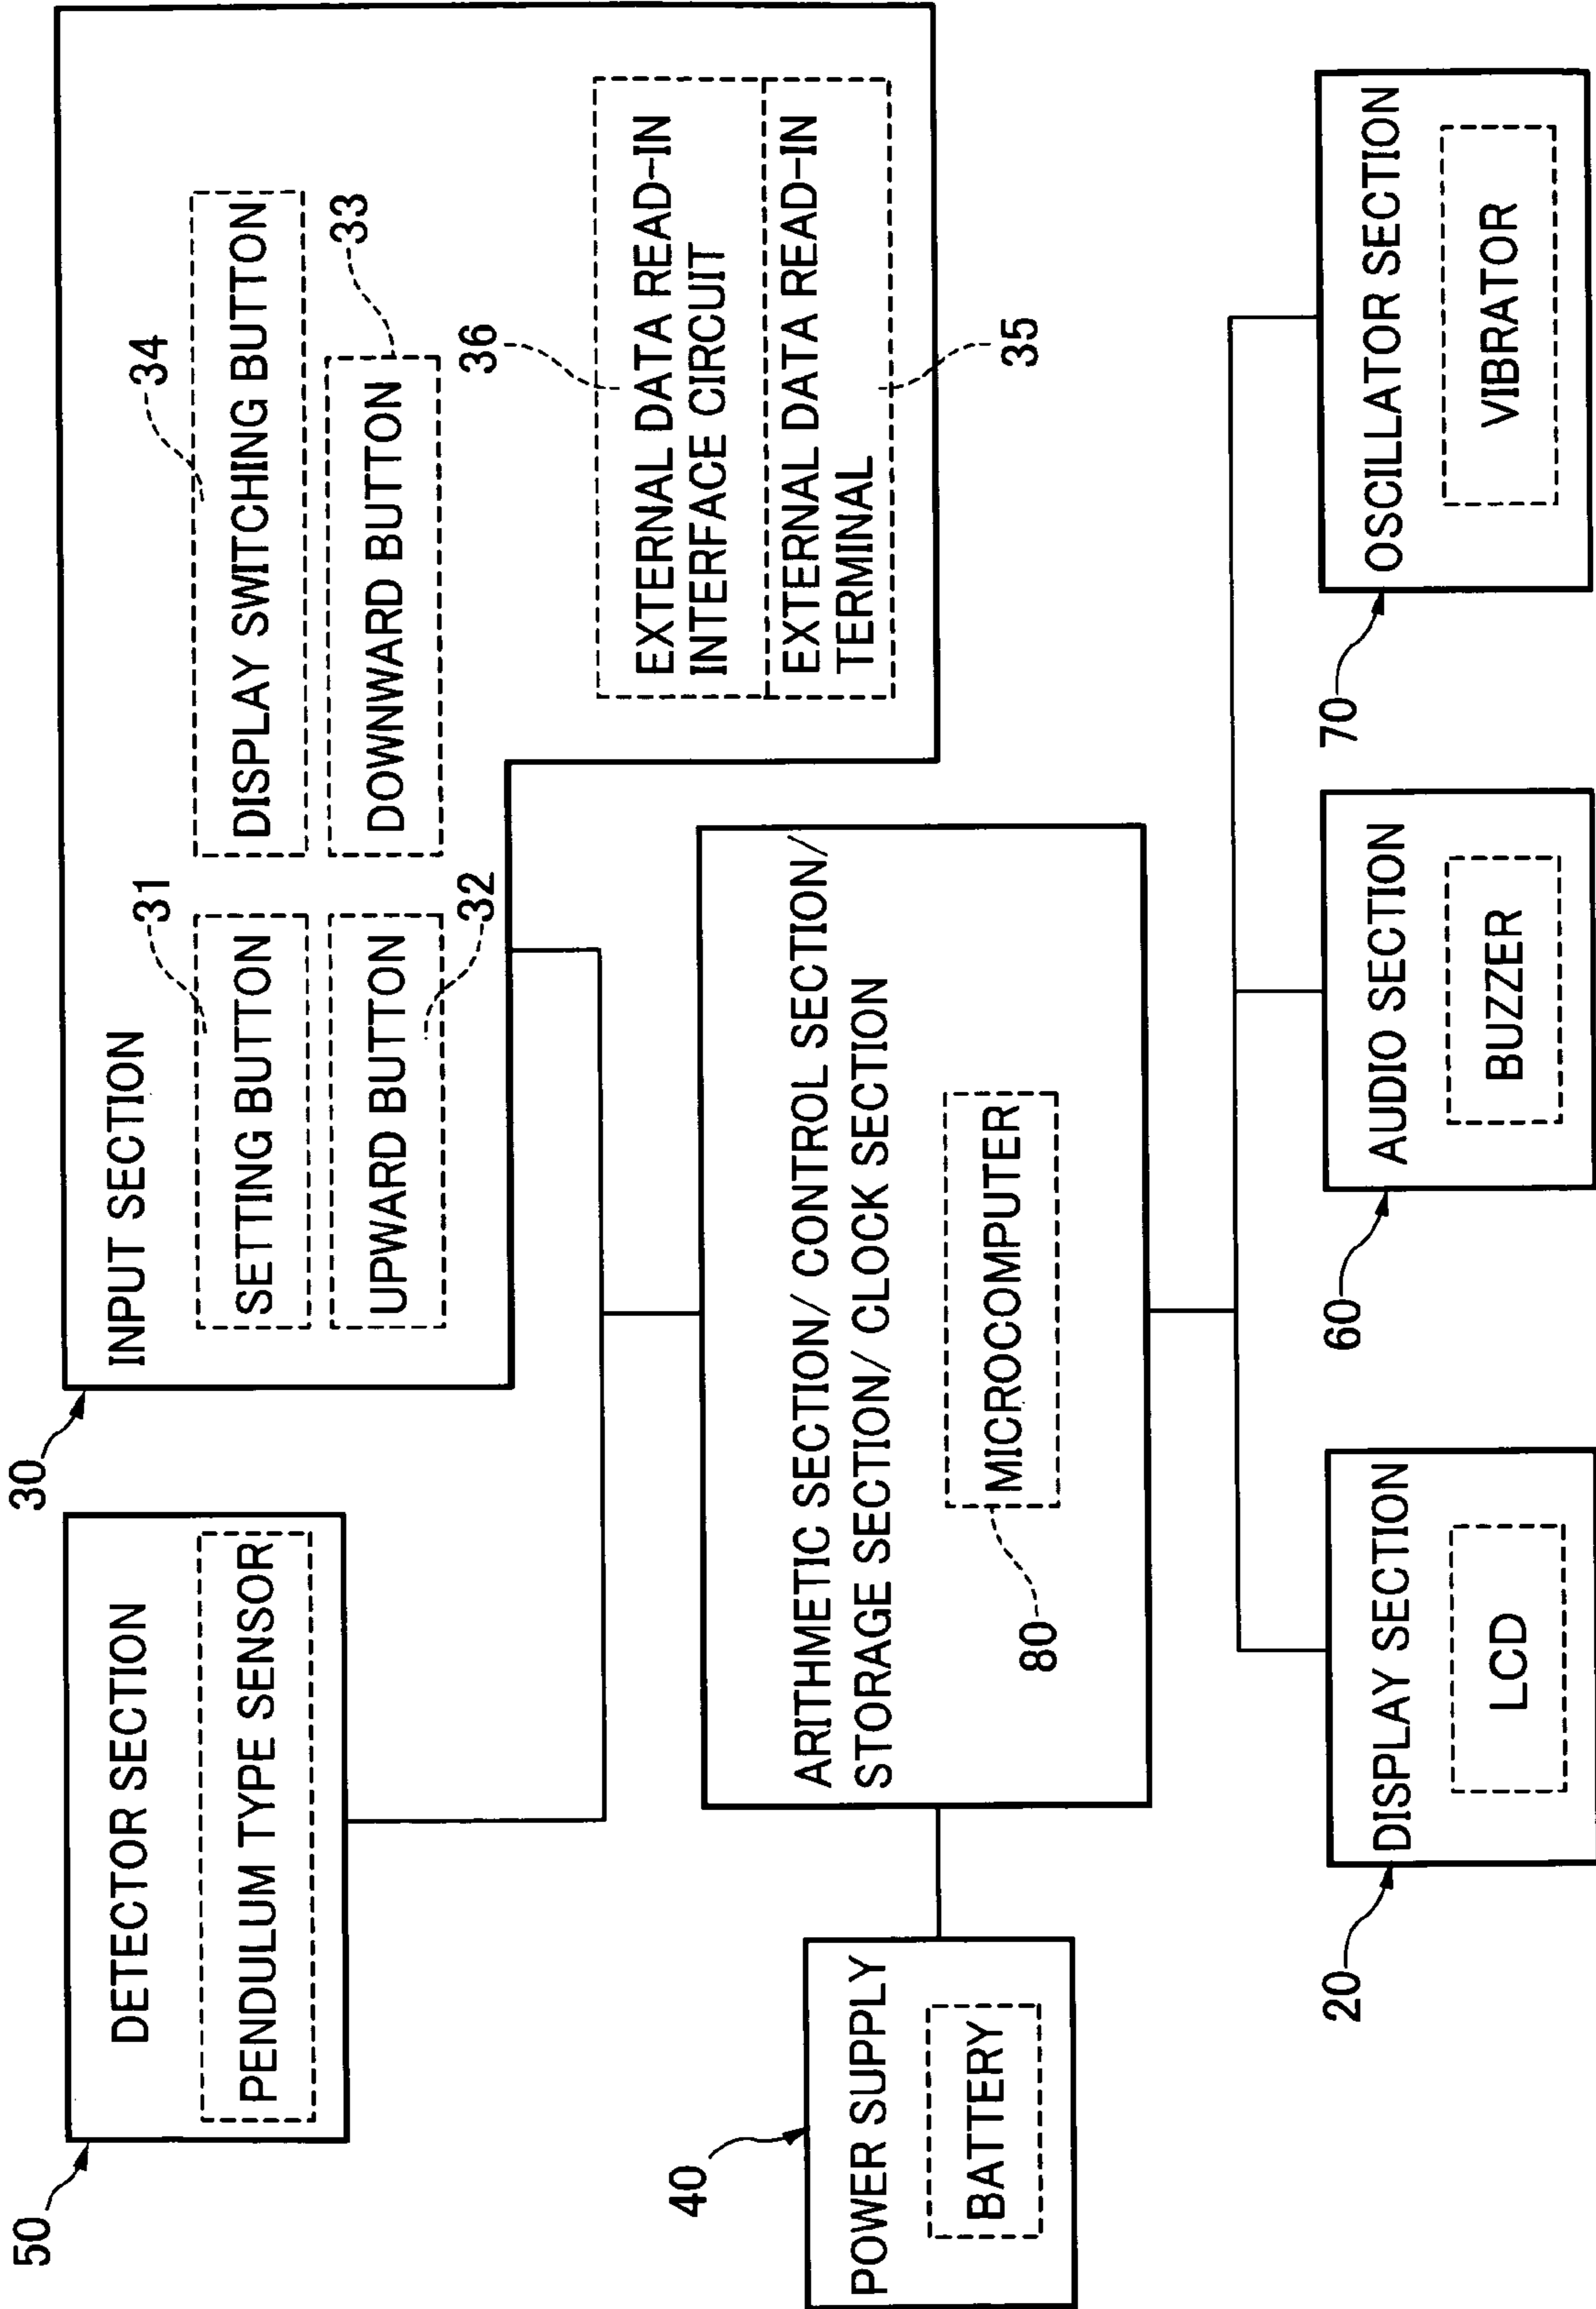 50
DETECTOR SECTION
PENDULUM TYPE SENSOR
30
INPUT SECTION
31
SETTING BUTTON
34
DISPLAY SWITCHING BUTTON
UPWARD BUTTON
32
DOWNWARD BUTTON
33
36
EXTERNAL DATA READ-IN
INTERFACE CIRCUIT
EXTERNAL DATA READ-IN
TERMINAL
35
40
POWER SUPPLY
BATTERY
ARITHMETIC SECTION/ CONTROL SECTION/
STORAGE SECTION/ CLOCK SECTION
MICROCOMPUTER
80
20
DISPLAY SECTION
LCD
60
AUDIO SECTION
BUZZER
70
OSCILLATOR SECTION
VIBRATOR